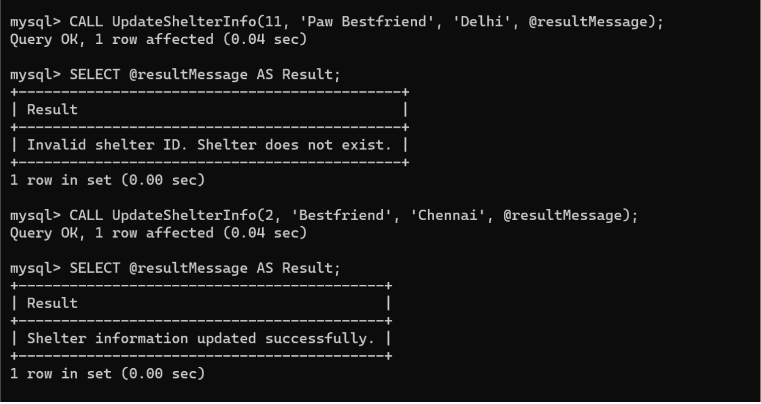 mysql> CALL UpdateShelterInfo(11, 'Paw Bestfriend', 'Delhi', @resultMessage);
Query OK, 1 row affected (0.04 sec)
mysql> SELECT @resultMessage AS Result;
+---------------------------------------------+
| Result                                      |
+---------------------------------------------+
| Invalid shelter ID. Shelter does not exist. |
+---------------------------------------------+
1 row in set (0.00 sec)
mysql> CALL UpdateShelterInfo(2, 'Bestfriend', 'Chennai', @resultMessage);
Query OK, 1 row affected (0.04 sec)
mysql> SELECT @resultMessage AS Result;
+-------------------------------------------+
| Result                                    |
+-------------------------------------------+
| Shelter information updated successfully. |
+-------------------------------------------+
1 row in set (0.00 sec)